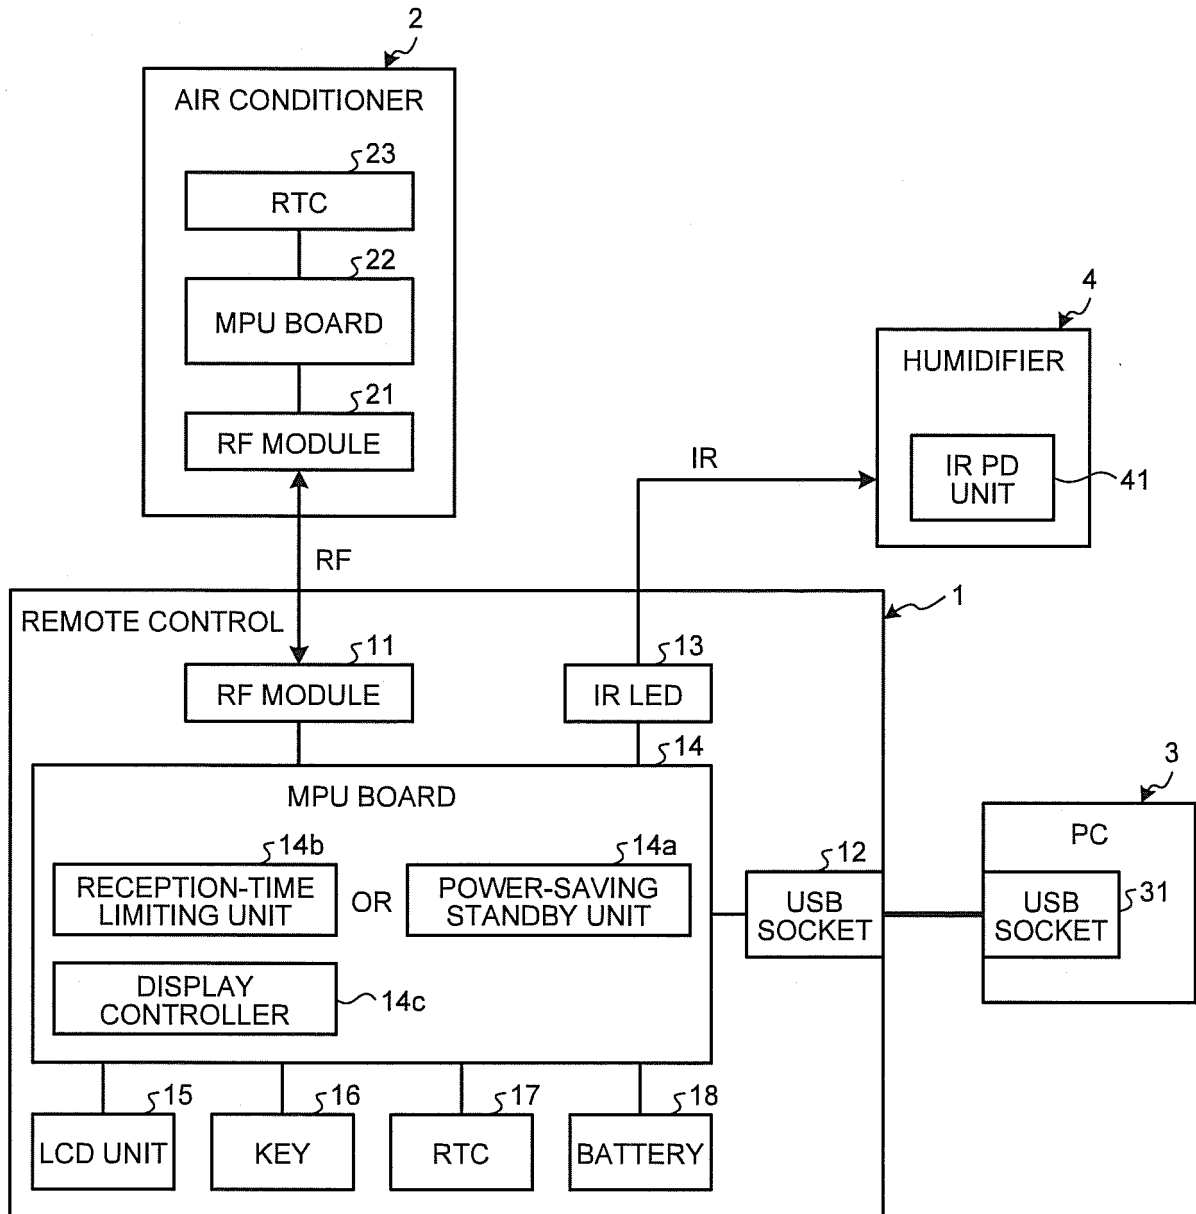 2
AIR CONDITIONER
23
RTC
22
MPU BOARD
21
RF MODULE
RF
4
HUMIDIFIER
IR PD
UNIT
41
IR
1
REMOTE CONTROL
11
RF MODULE
13
IR LED
14
MPU BOARD
14b
RECEPTION-TIME
LIMITING UNIT
OR
14a
POWER-SAVING
STANDBY UNIT
14c
DISPLAY
CONTROLLER
12
USB
SOCKET
3
PC
USB
SOCKET
31
15
LCD UNIT
16
KEY
17
RTC
18
BATTERY